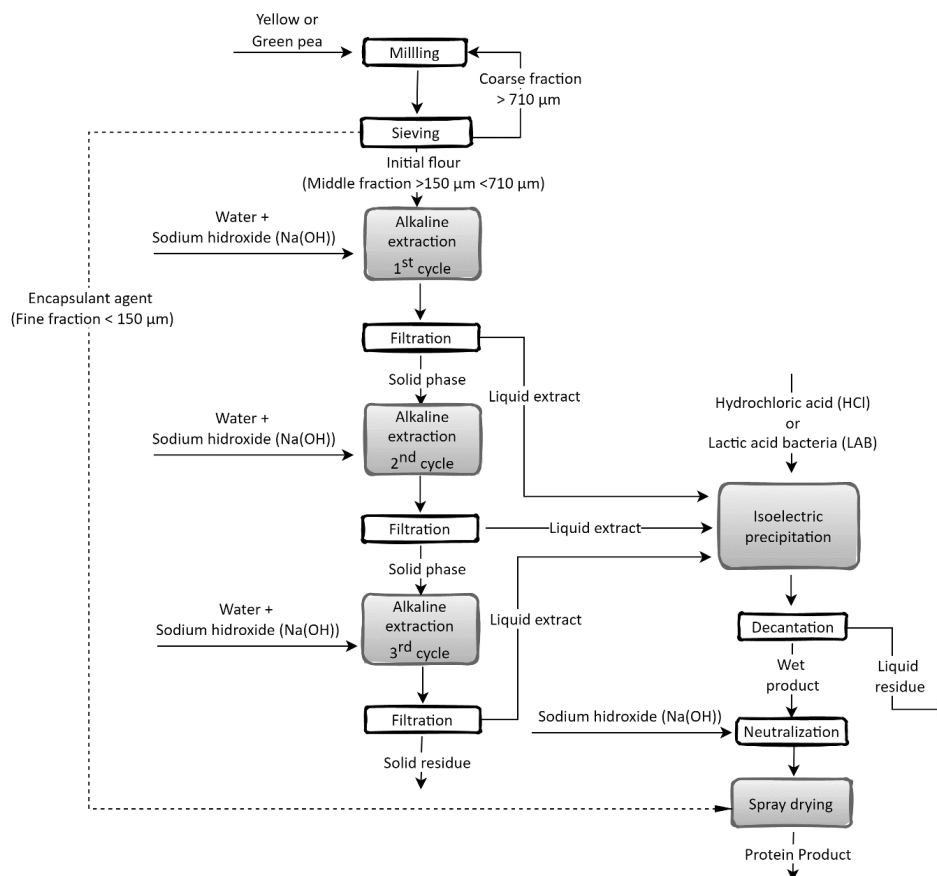 Yellow or
Green pea
Millling
Coarse fraction
> 710 μm
Sieving
Initial flour
(Middle fraction >150 μm <710 μm)
Water +
Sodium hidroxide (Na(OH))
Alkaline
extraction
1st cycle
Encapsulant agent
(Fine fraction < 150 μm)
Filtration
Solid phase
Liquid extract
Water +
Sodium hidroxide (Na(OH))
Alkaline
extraction
2nd cycle
Hydrochloric acid (HCl)
or
Lactic acid bacteria (LAB)
Filtration
Liquid extract
Isoelectric
precipitation
Solid phase
Water +
Sodium hidroxide (Na(OH))
Alkaline
extraction
3rd cycle
Liquid extract
Decantation
Wet
product
Liquid
residue
Filtration
Sodium hidroxide (Na(OH))
Neutralization
Solid residue
Spray drying
Protein Product